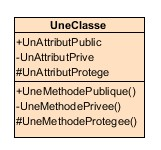 UneClasse
+UnAttributPublic
-UnAttributPrive
#UnAttributProtege
+UneMethodePublique()
-UneMethodePrivee()
#UneMethodeProtegee()